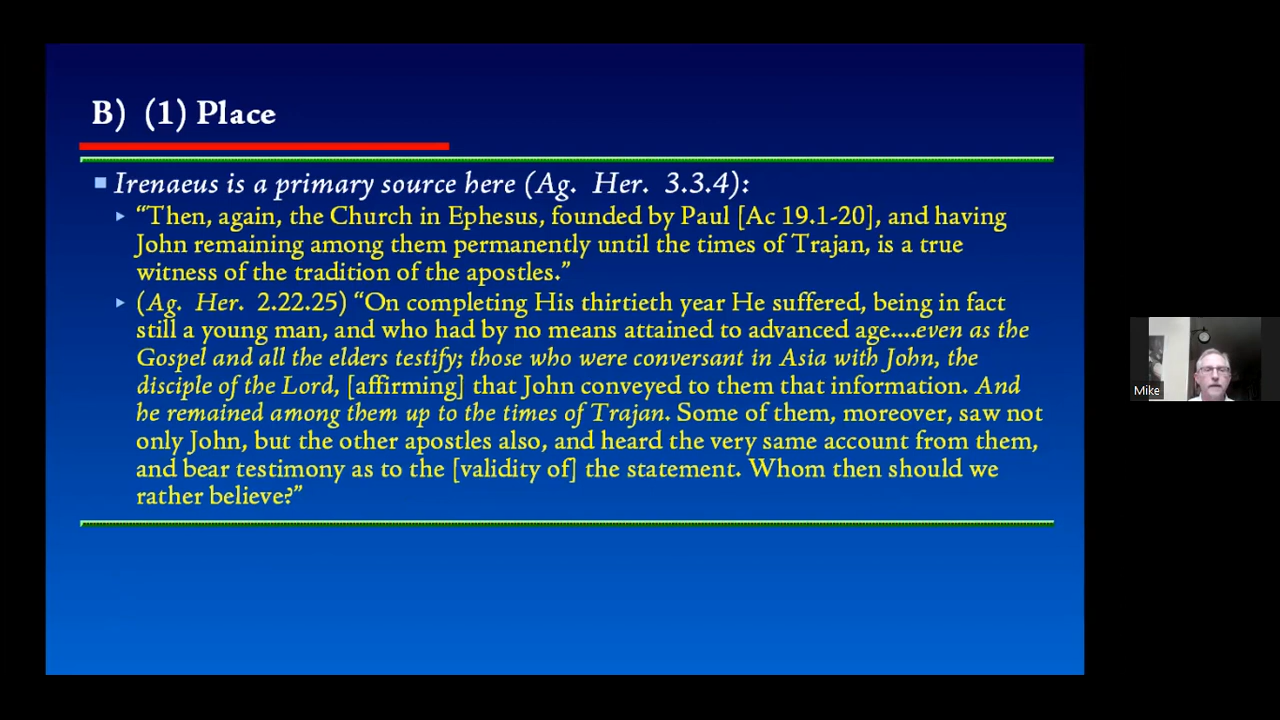 B) (1) Place
Irenaeus is a primary source here (Ag. Her. 3.3.4):
“Then, again, the Church in Ephesus, founded by Paul [Ac 19.1-20], and having
John remaining among them permanently until the times of Trajan, is a true
witness of the tradition of the apostles.”
(Ag. Her. 2.22.25) “On completing His thirtieth year He suffered, being in fact
still a young man, and who had by no means attained to advanced age....even as the
Gospel and all the elders testify; those who were conversant in Asia with John, the
disciple of the Lord, [affirming] that John conveyed to them that information. And
he remained among them up to the times of Trajan. Some of them, moreover, saw not
only John, but the other apostles also, and heard the very same account from them,
and bear testimony as to the [validity of] the statement. Whom then should we
rather believe?”
Mike